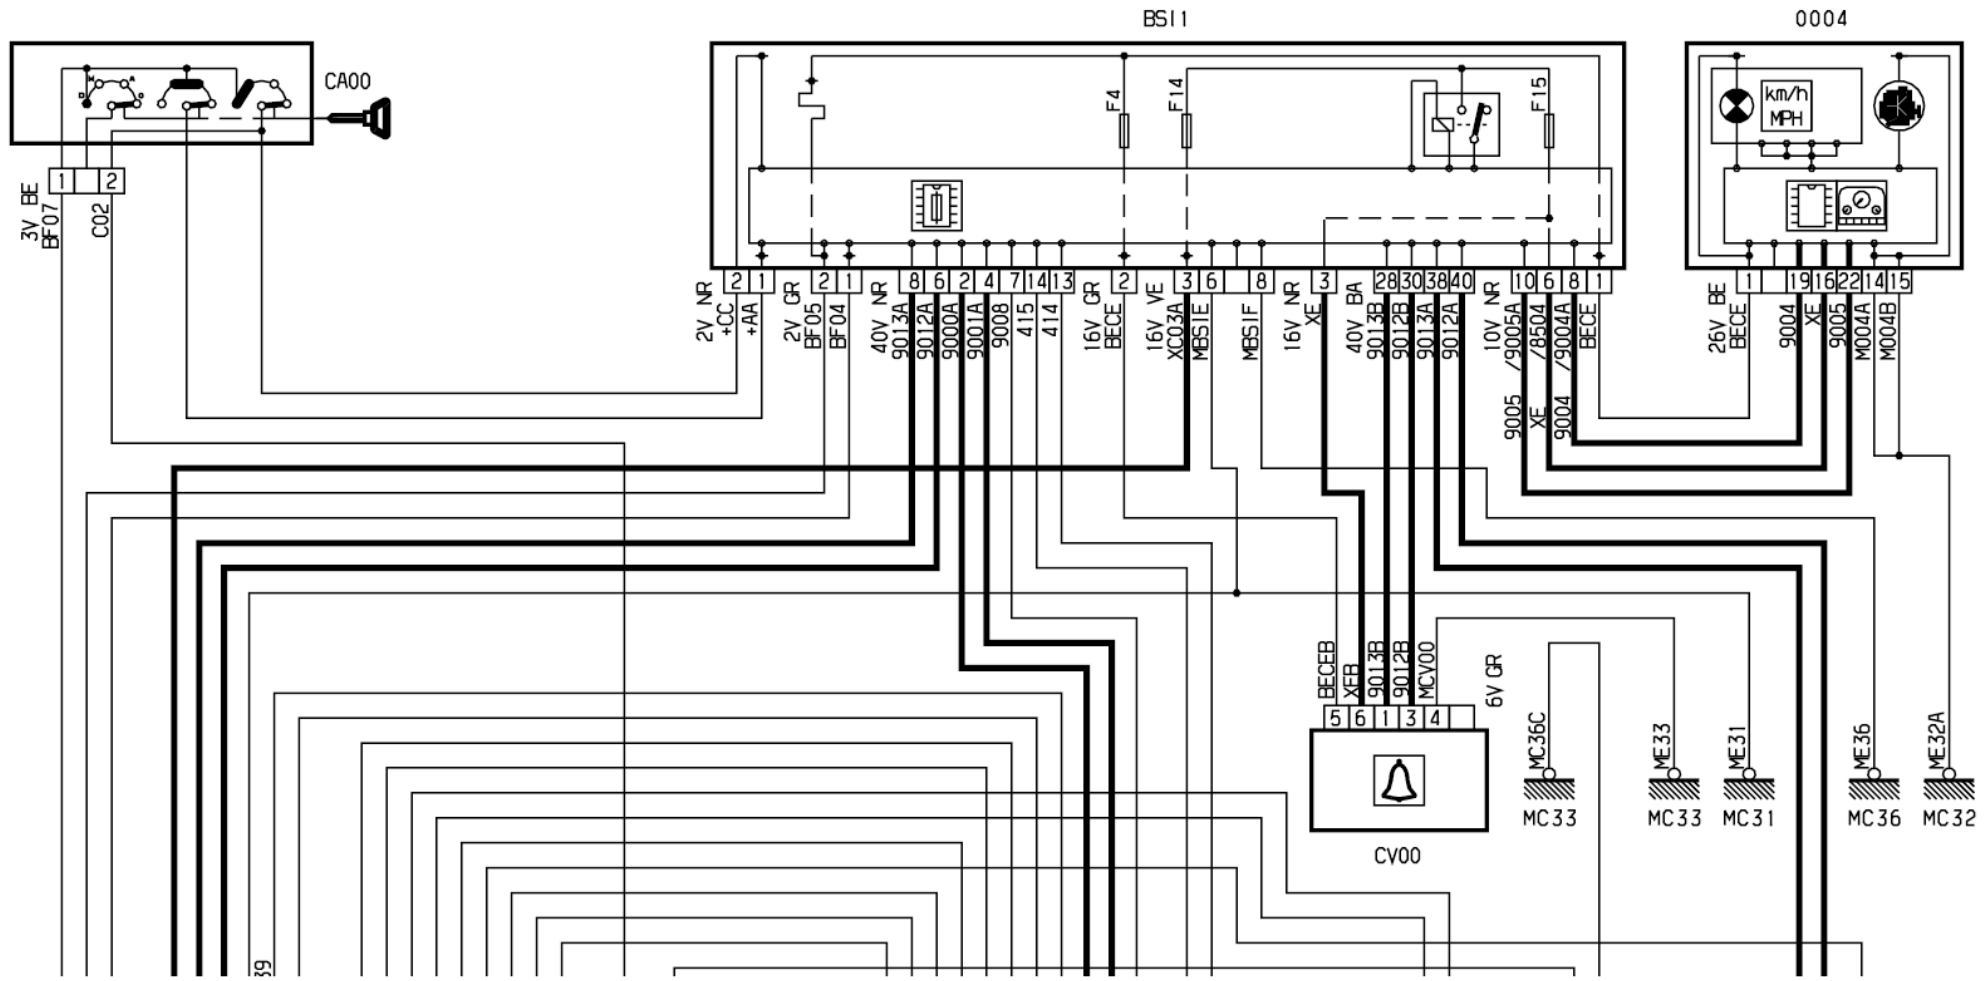 BSI1
0004
CA00
km/h
MPH
F4
F14
F15
1 2
3V BE
BF07
C02
2 1 2 1 8 6 2 4 7 14 13 2 3 6 8 3 28 30 38 40 10 6 8 1
1 19 16 22 14 15
2V NR
+CC
+AA
2V GR
BF05
BF04
40V NR
9013A
9012A
9000A
9001A
9008
415
414
16V GR
BECE
16V VE
XC03A
MBSIE
MBSIF
16V NR
XE
40V BA
9013B
9012B
9013A
9012A
10V NR
9005 /9005A
XE /8504
9004 /9004A
BECE
26V BE
BECE
9004
XE
9005
M004A
M004B
BECEB
XEB
9013B
9012B
MCV00
6V GR
5 6 1 3 4
CV00
MC36C
ME33
ME31
ME36
ME32A
MC33
MC33
MC31
MC36
MC32
39